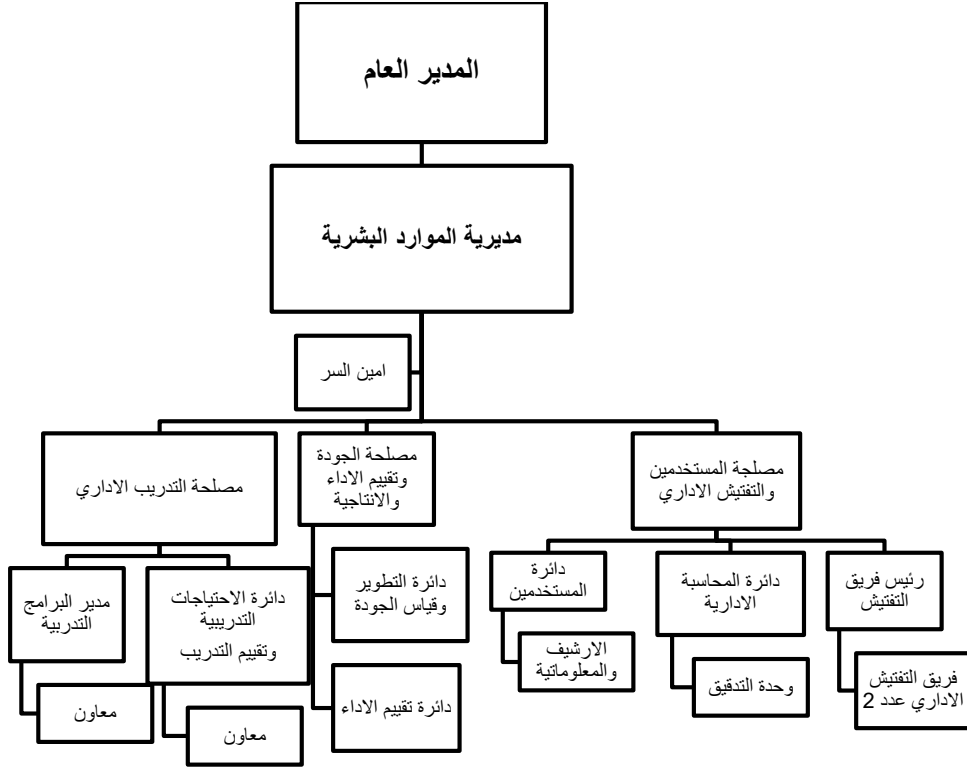 المدير العام
مديرية الموارد البشرية
امين السر
مصلجة المستخدمين
والتفتيش الاداري
مصلحة الجودة
وتقييم الاداء
والانتاجية
مصلحة التدريب الاداري
رئيس فريق
التفتيش
دائرة المحاسبة
الادارية
دائرة
المستخدمين
دائرة التطوير
وقياس الجودة
دائرة الاحتياجات
التدريبية
وتقييم التدريب
مدير البرامج
التدربية
فريق التفتيش
الاداري عدد 2
وحدة التدقيق
الارشيف
والمعلوماتية
دائرة تقييم الاداء
معاون
معاون